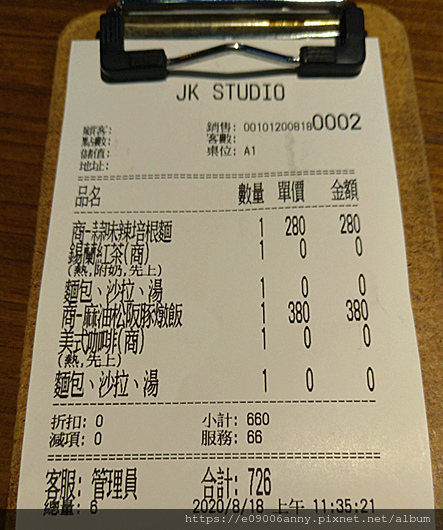 JK STUDIO
顧客: 銷售: 001012008180002
點數: 客數:
儲值: 桌位: A1
地址:
品名 數量 單價 金額
商-蒜味辣培根麵 1 280 280
錫蘭紅茶(商) 1 0 0
(熱,附奶,先上)
麵包、沙拉、湯 1 0 0
商-麻油松阪豚燉飯 1 380 380
美式咖啡(商) 1 0 0
(熱,先上)
麵包、沙拉、湯 1 0 0
折扣: 0 小計: 660
減項: 0 服務: 66
客服: 管理員 合計: 726
總量: 6 2020/8/18 上午 11:35:21
https://e09006anny.pixnet.net/album